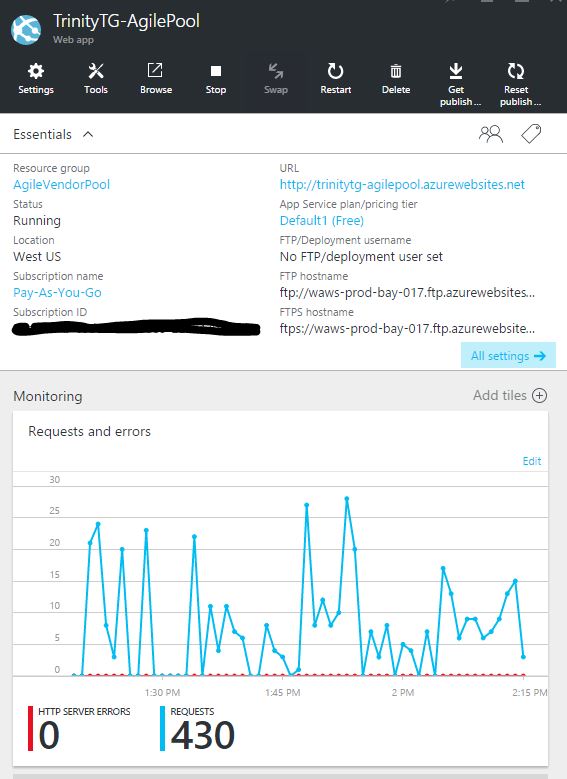 TrinityTG-AgilePool
Web app
Settings
Tools
Browse
Stop
Swap
Restart
Delete
Get publish ...
Reset publish ...
Essentials
Resource group
AgileVendorPool
Status
Running
Location
West US
Subscription name
Pay-As-You-Go
Subscription ID
URL
http://trinitytg-agilepool.azurewebsites.net
App Service plan/pricing tier
Default1 (Free)
FTP/Deployment username
No FTP/deployment user set
FTP hostname
ftp://waws-prod-bay-017.ftp.azurewebsites...
FTPS hostname
ftps://waws-prod-bay-017.ftp.azurewebsite...
All settings
Monitoring
Add tiles
Requests and errors
Edit
30
25
20
15
10
5
0
1:30 PM
1:45 PM
2 PM
2:15 PM
HTTP SERVER ERRORS
0
REQUESTS
430